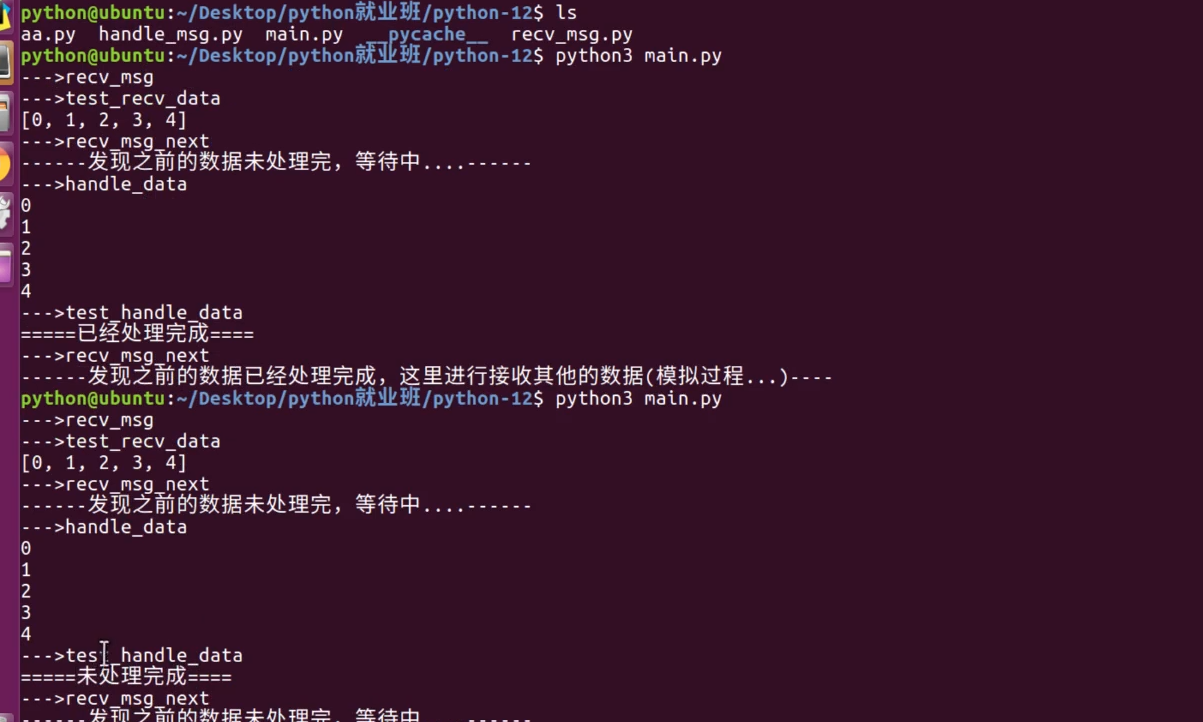 python@ubuntu:~/Desktop/python就业班/python-12$ ls
aa.py  handle_msg.py  main.py  __pycache__  recv_msg.py
python@ubuntu:~/Desktop/python就业班/python-12$ python3 main.py
--->recv_msg
--->test_recv_data
[0, 1, 2, 3, 4]
--->recv_msg_next
------发现之前的数据未处理完，等待中....------
--->handle_data
0
1
2
3
4
--->test_handle_data
=====已经处理完成====
--->recv_msg_next
------发现之前的数据已经处理完成，这里进行接收其他的数据(模拟过程...)----
python@ubuntu:~/Desktop/python就业班/python-12$ python3 main.py
--->recv_msg
--->test_recv_data
[0, 1, 2, 3, 4]
--->recv_msg_next
------发现之前的数据未处理完，等待中....------
--->handle_data
0
1
2
3
4
--->test_handle_data
=====未处理完成====
--->recv_msg_next
------发现之前的数据未处理完，等待中....------